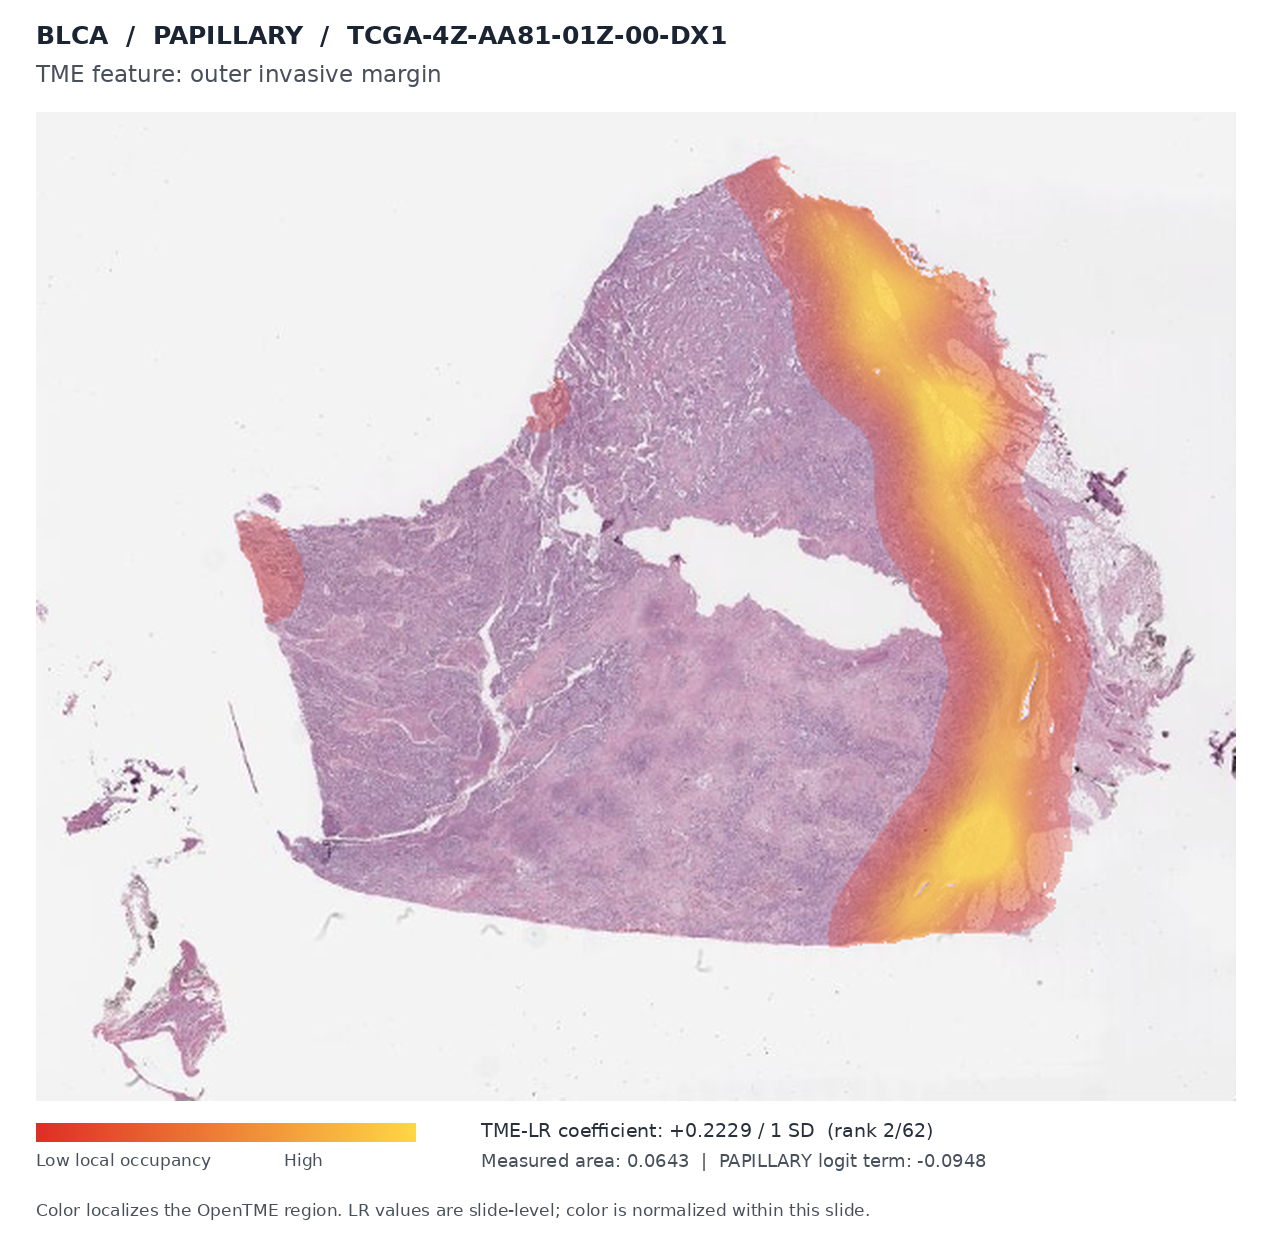 BLCA / PAPILLARY / TCGA-4Z-AA81-01Z-00-DX1
TME feature: outer invasive margin
TME-LR coefficient: +0.2229 / 1 SD (rank 2/62)
Low local occupancy High
Measured area: 0.0643 | PAPILLARY logit term: -0.0948
Color localizes the OpenTME region. LR values are slide-level; color is normalized within this slide.